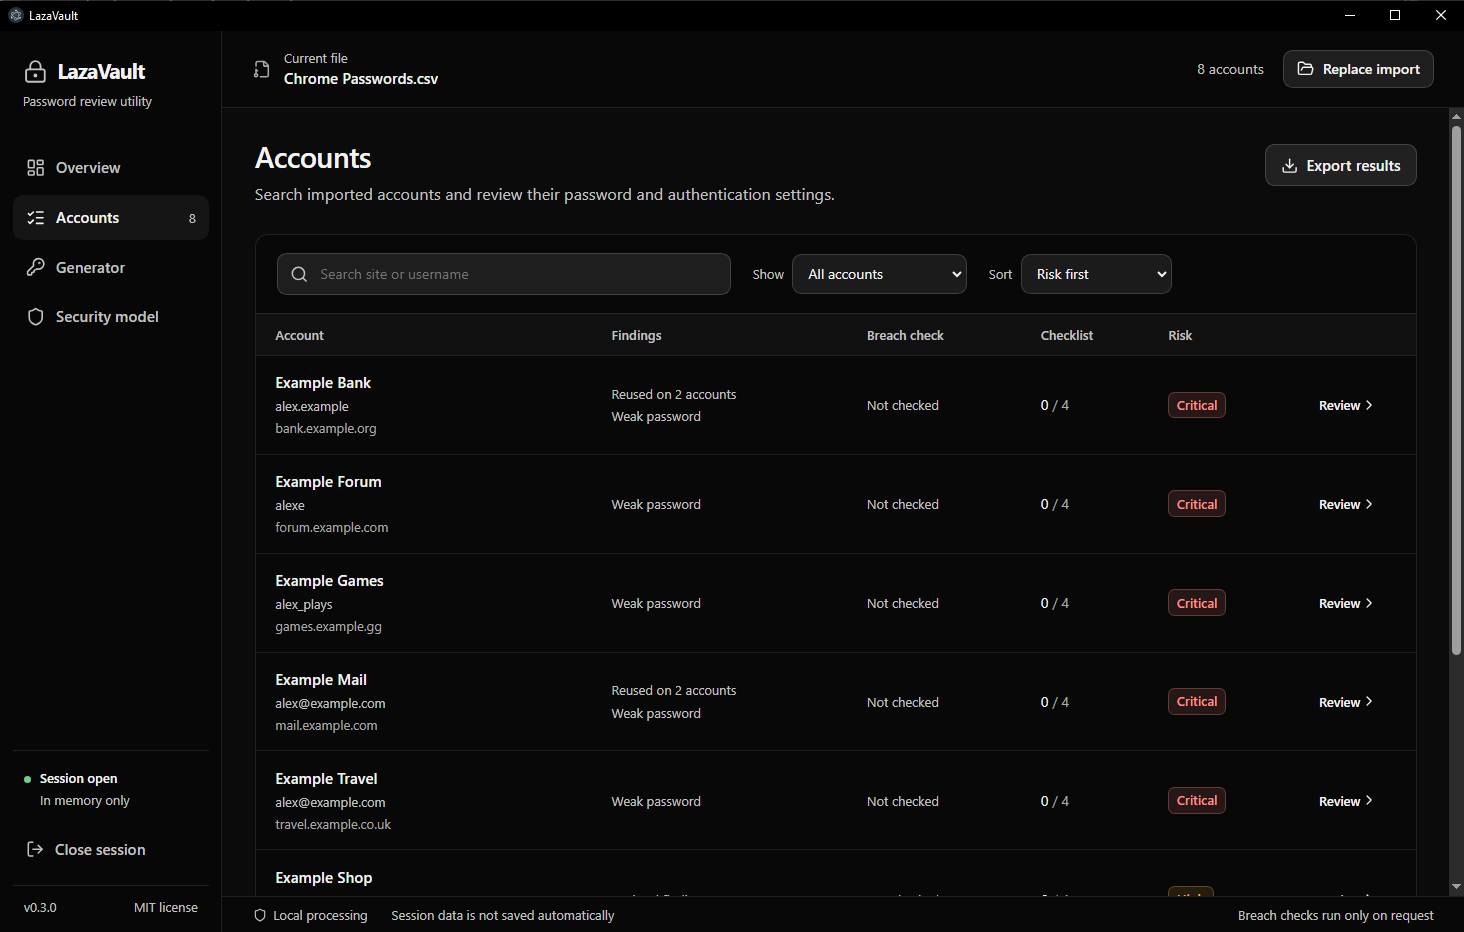 LazaVault
LazaVault
Password review utility
Overview
Accounts 8
Generator
Security model
Session open
In memory only
Close session
v0.3.0 MIT license
Current file
Chrome Passwords.csv
8 accounts
Replace import
Accounts
Search imported accounts and review their password and authentication settings.
Export results
Search site or username
Show All accounts
Sort Risk first
Account Findings Breach check Checklist Risk
Example Bank
alex.example
bank.example.org
Reused on 2 accounts
Weak password
Not checked
0 / 4
Critical
Review
Example Forum
alexe
forum.example.com
Weak password
Not checked
0 / 4
Critical
Review
Example Games
alex_plays
games.example.gg
Weak password
Not checked
0 / 4
Critical
Review
Example Mail
alex@example.com
mail.example.com
Reused on 2 accounts
Weak password
Not checked
0 / 4
Critical
Review
Example Travel
alex@example.com
travel.example.co.uk
Weak password
Not checked
0 / 4
Critical
Review
Example Shop
Local processing
Session data is not saved automatically
Breach checks run only on request